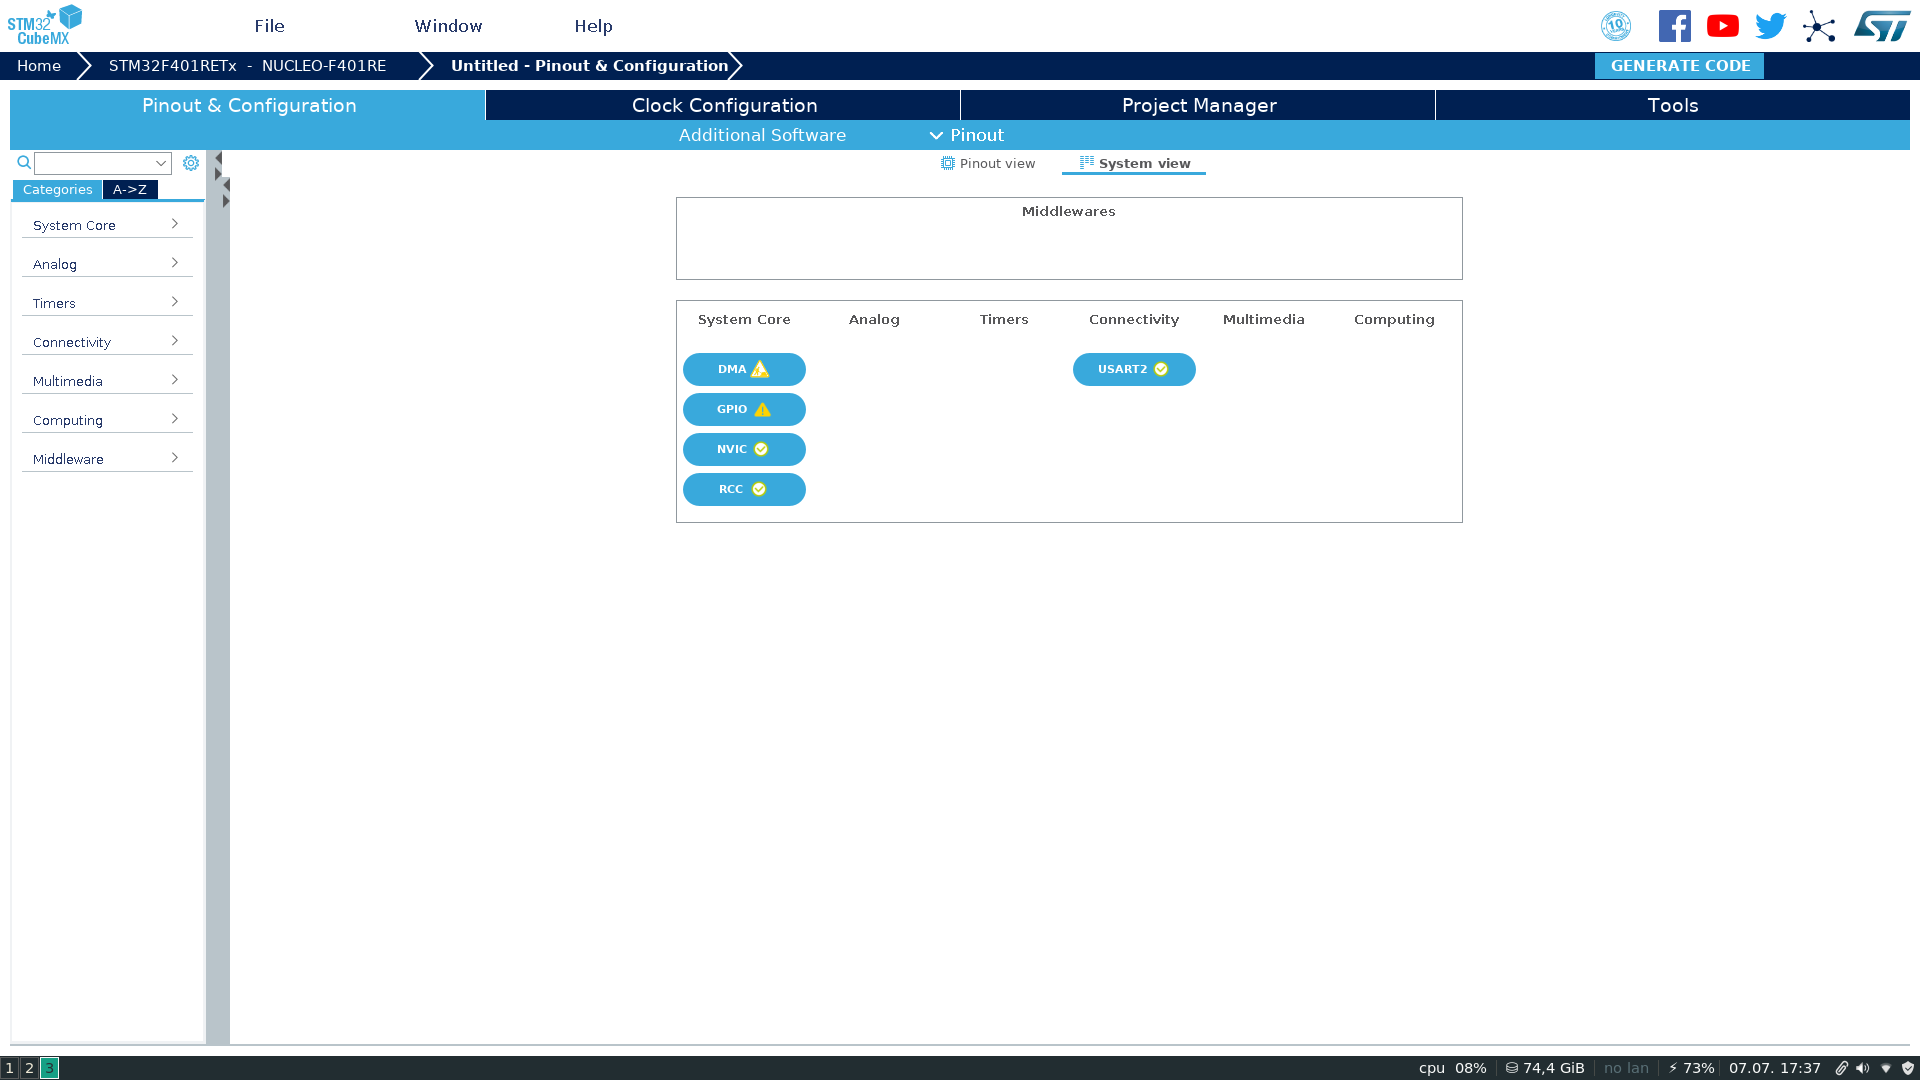 STM32
CubeMX
File
Window
Help
10
ST
Home
STM32F401RETx - NUCLEO-F401RE
Untitled - Pinout & Configuration
GENERATE CODE
Pinout & Configuration
Clock Configuration
Project Manager
Tools
Additional Software
Pinout
Pinout view
System view
Categories
A->Z
System Core
Analog
Timers
Connectivity
Multimedia
Computing
Middleware
Middlewares
System Core
Analog
Timers
Connectivity
Multimedia
Computing
DMA
USART2
GPIO
NVIC
RCC
1 2 3
cpu 08%
74,4 GiB
no lan
73%
07.07. 17:37